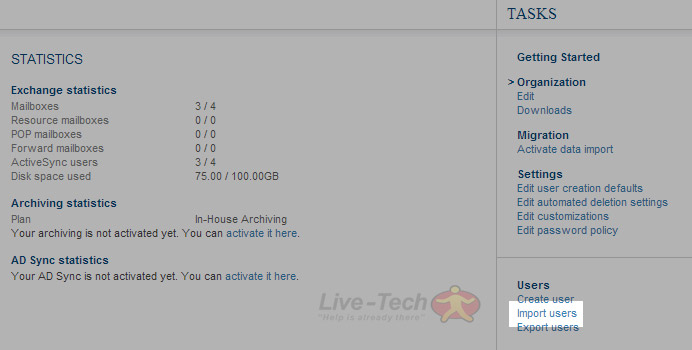 STATISTICS
Exchange statistics
Mailboxes 3 / 4
Resource mailboxes 0 / 0
POP mailboxes 0 / 0
Forward mailboxes 0 / 0
ActiveSync users 3 / 4
Disk space used 75.00 / 100.00GB
Archiving statistics
Plan In-House Archiving
Your archiving is not activated yet. You can activate it here.
AD Sync statistics
Your AD Sync is not activated yet. You can activate it here.
Live-Tech
"Help is already there"
TASKS
Getting Started
> Organization
Edit
Downloads
Migration
Activate data import
Settings
Edit user creation defaults
Edit automated deletion settings
Edit customizations
Edit password policy
Users
Create user
Import users
Export users